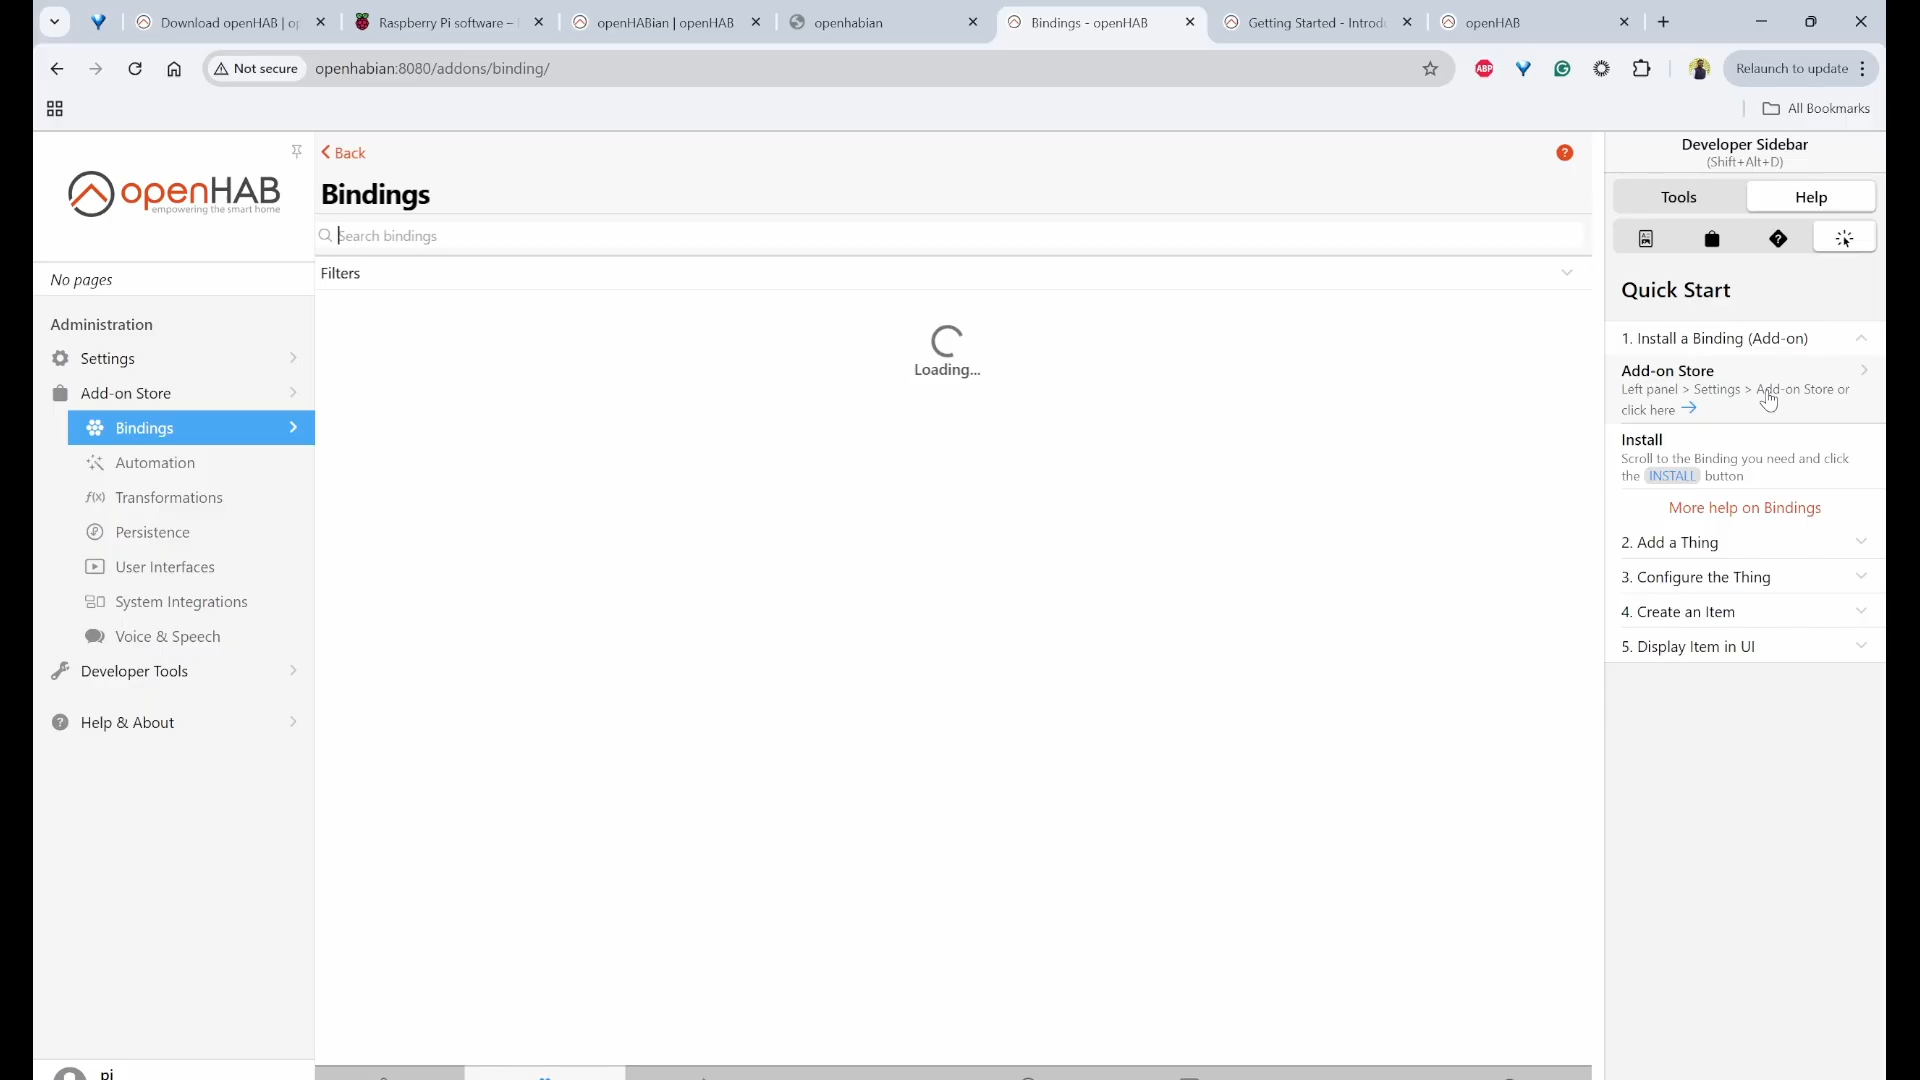 Download openHAB | op
Raspberry Pi software –
openHABian | openHAB
openhabian
Bindings - openHAB
Getting Started - Introdu
openHAB
Not secure
openhabian:8080/addons/binding/
ABP
Relaunch to update
All Bookmarks
openHAB
empowering the smart home
No pages
Administration
Settings
Add-on Store
Bindings
Automation
f(x) Transformations
Persistence
User Interfaces
System Integrations
Voice & Speech
Developer Tools
Help & About
pi
Back
Bindings
Search bindings
Filters
Loading...
Developer Sidebar
(Shift+Alt+D)
Tools
Help
Quick Start
1. Install a Binding (Add-on)
Add-on Store
Left panel > Settings > Add-on Store or
click here →
Install
Scroll to the Binding you need and click
the INSTALL button
More help on Bindings
2. Add a Thing
3. Configure the Thing
4. Create an Item
5. Display Item in UI